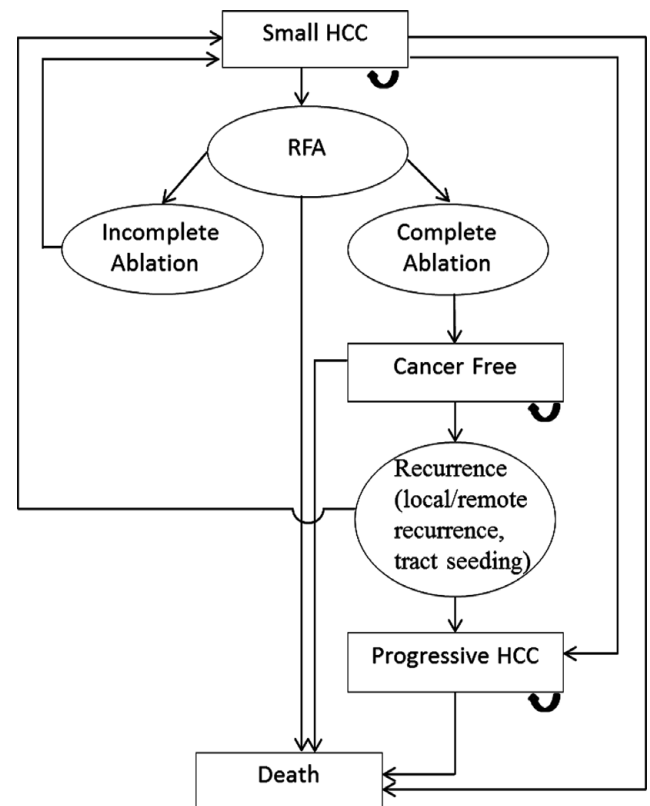 Small HCC
RFA
Incomplete
Ablation
Complete
Ablation
Cancer Free
Recurrence
(local/remote
recurrence,
tract seeding)
Progressive HCC
Death